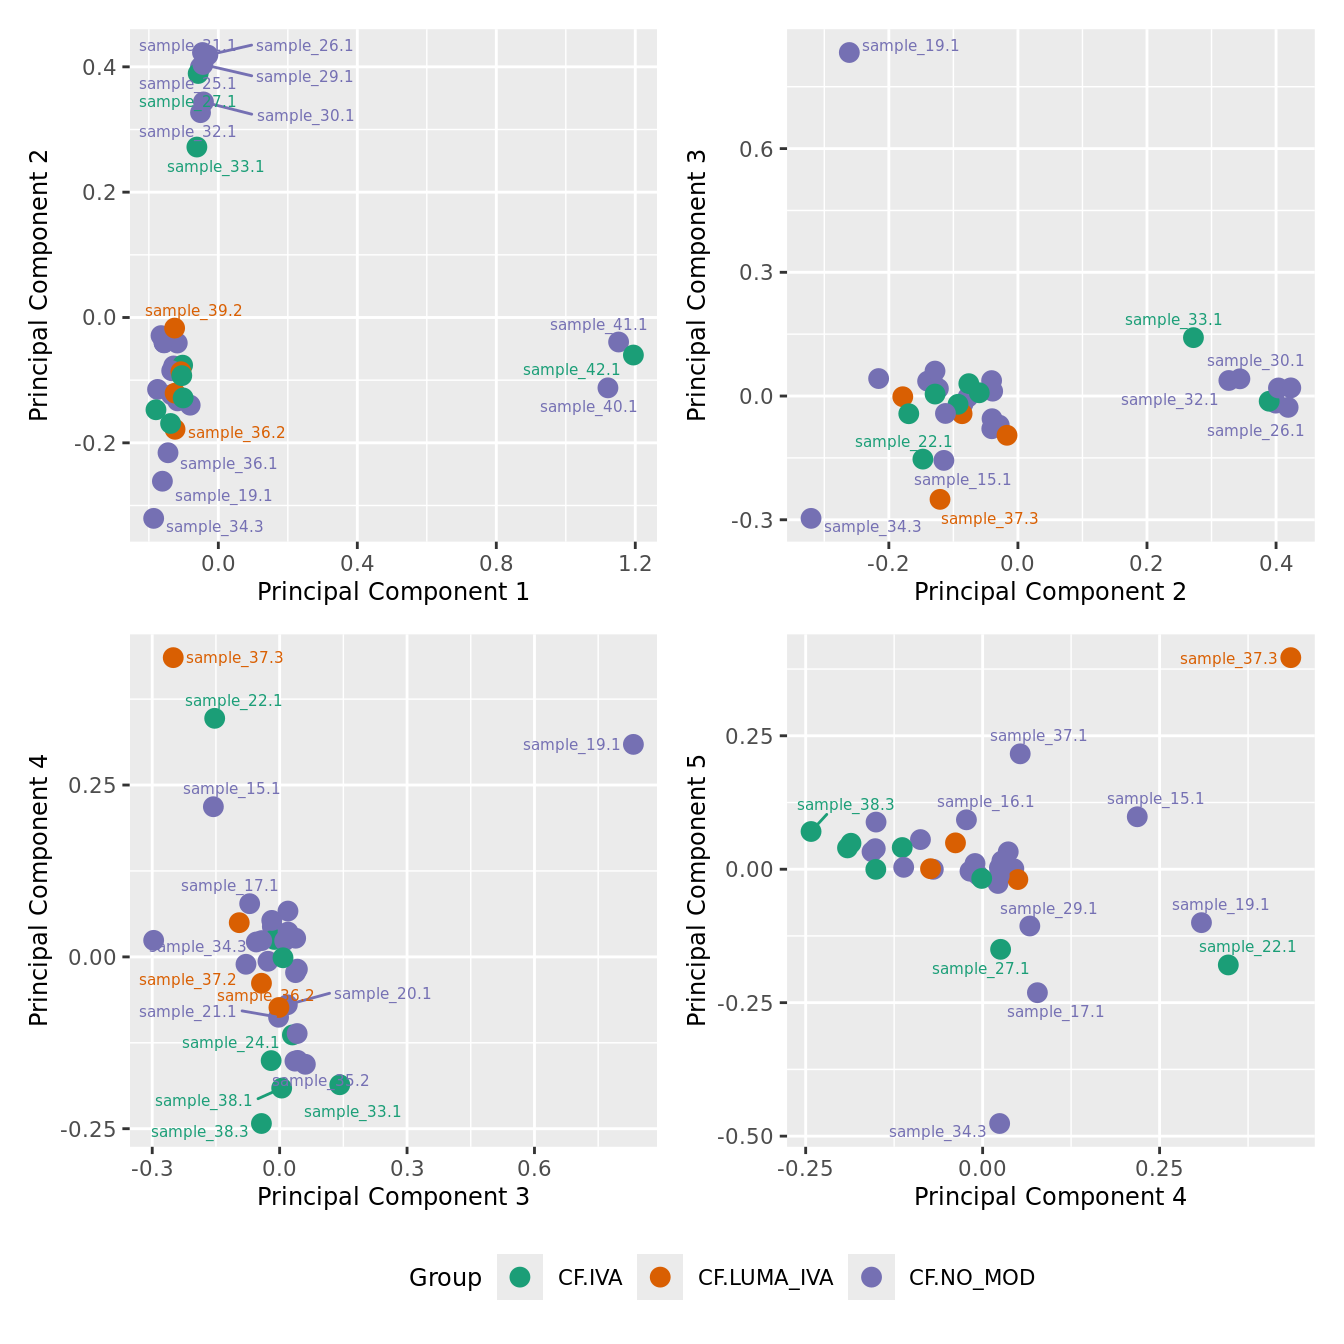 sample_31.1
sample_26.1
sample_29.1
sample_25.1
sample_27.1
sample_30.1
sample_32.1
sample_33.1
sample_39.2
sample_41.1
sample_42.1
sample_40.1
sample_36.2
sample_36.1
sample_19.1
sample_34.3
0.4
0.2
0.0
-0.2
0.0 0.4 0.8 1.2
Principal Component 1
Principal Component 2
sample_19.1
sample_33.1
sample_30.1
sample_32.1
sample_26.1
sample_22.1
sample_15.1
sample_37.3
sample_34.3
0.6
0.3
0.0
-0.3
-0.2 0.0 0.2 0.4
Principal Component 2
Principal Component 3
sample_37.3
sample_22.1
sample_19.1
sample_15.1
sample_17.1
sample_34.3
sample_37.2
sample_36.2
sample_20.1
sample_21.1
sample_24.1
sample_35.2
sample_38.1
sample_33.1
sample_38.3
0.25
0.00
-0.25
-0.3 0.0 0.3 0.6
Principal Component 3
Principal Component 4
sample_37.3
sample_37.1
sample_38.3
sample_16.1
sample_15.1
sample_29.1
sample_19.1
sample_22.1
sample_27.1
sample_17.1
sample_34.3
0.25
0.00
-0.25
-0.50
-0.25 0.00 0.25
Principal Component 4
Principal Component 5
Group CF.IVA CF.LUMA_IVA CF.NO_MOD